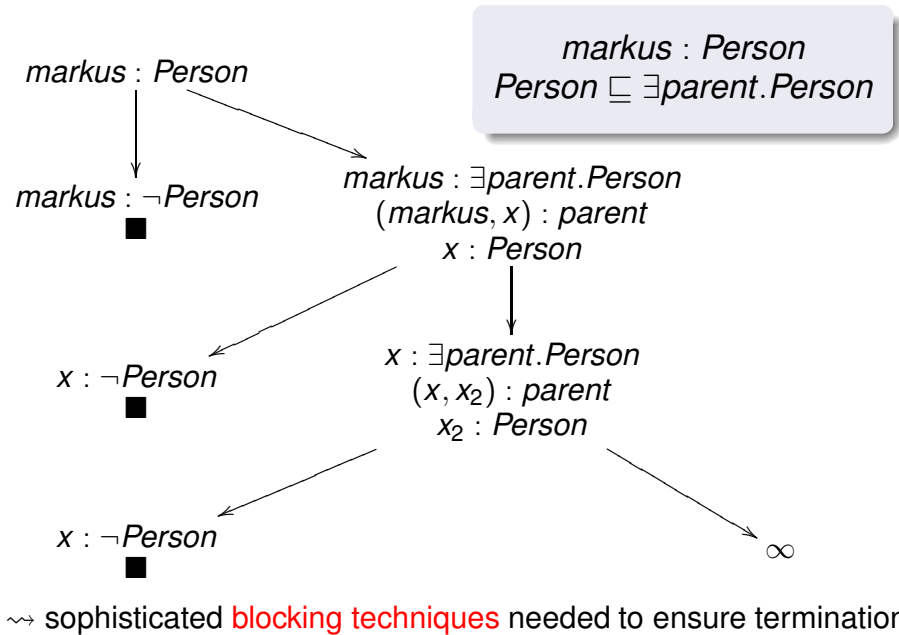 markus : Person
Person ⊑ ∃parent.Person
markus : Person
markus : ¬Person
markus : ∃parent.Person
(markus, x) : parent
x : Person
x : ¬Person
x : ∃parent.Person
(x, x₂) : parent
x₂ : Person
x : ¬Person
∞
⇝ sophisticated blocking techniques needed to ensure termination